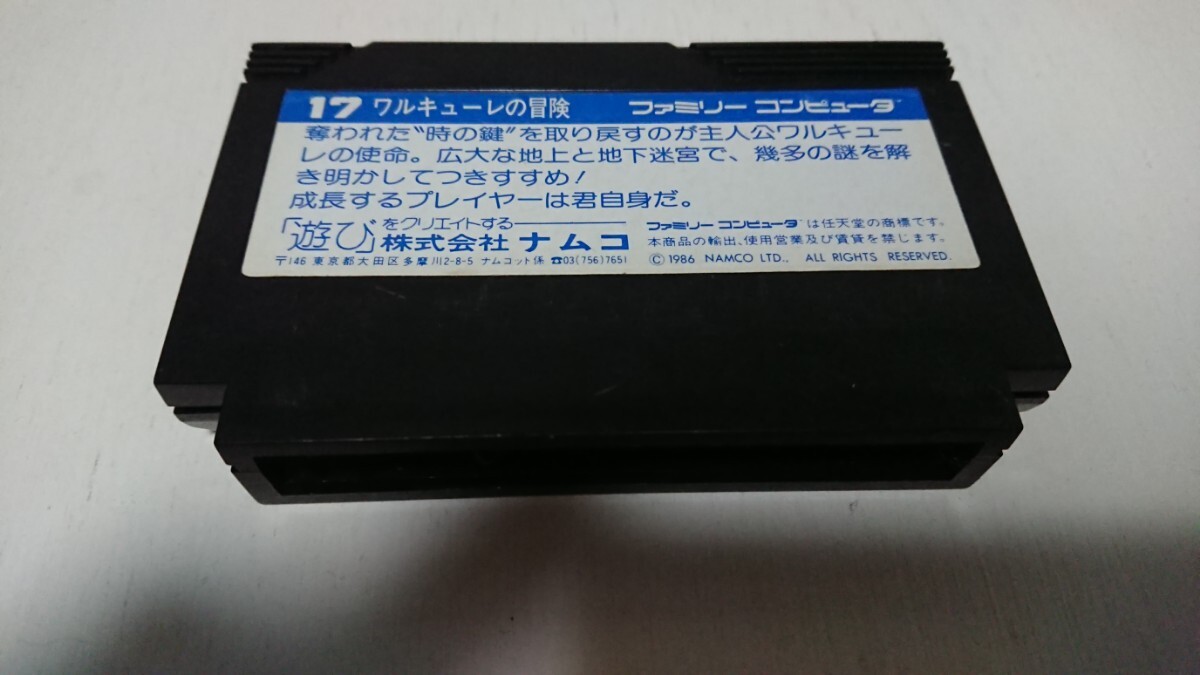 17 ワルキューレの冒険 ファミリー コンピュータ™
奪われた“時の鍵”を取り戻すのが主人公ワルキュー
レの使命。広大な地上と地下迷宮で、幾多の謎を解
き明かしてつきすすめ!
成長するプレイヤーは君自身だ。
「遊び」をクリエイトする
株式会社 ナムコ
〒146 東京都大田区多摩川2-8-5 ナムコット係 ☎03(756)7651
ファミリー コンピュータ™は任天堂の商標です。
本商品の輸出、使用営業及び賃貸を禁じます。
Ⓒ1986 NAMCO LTD., ALL RIGHTS RESERVED.